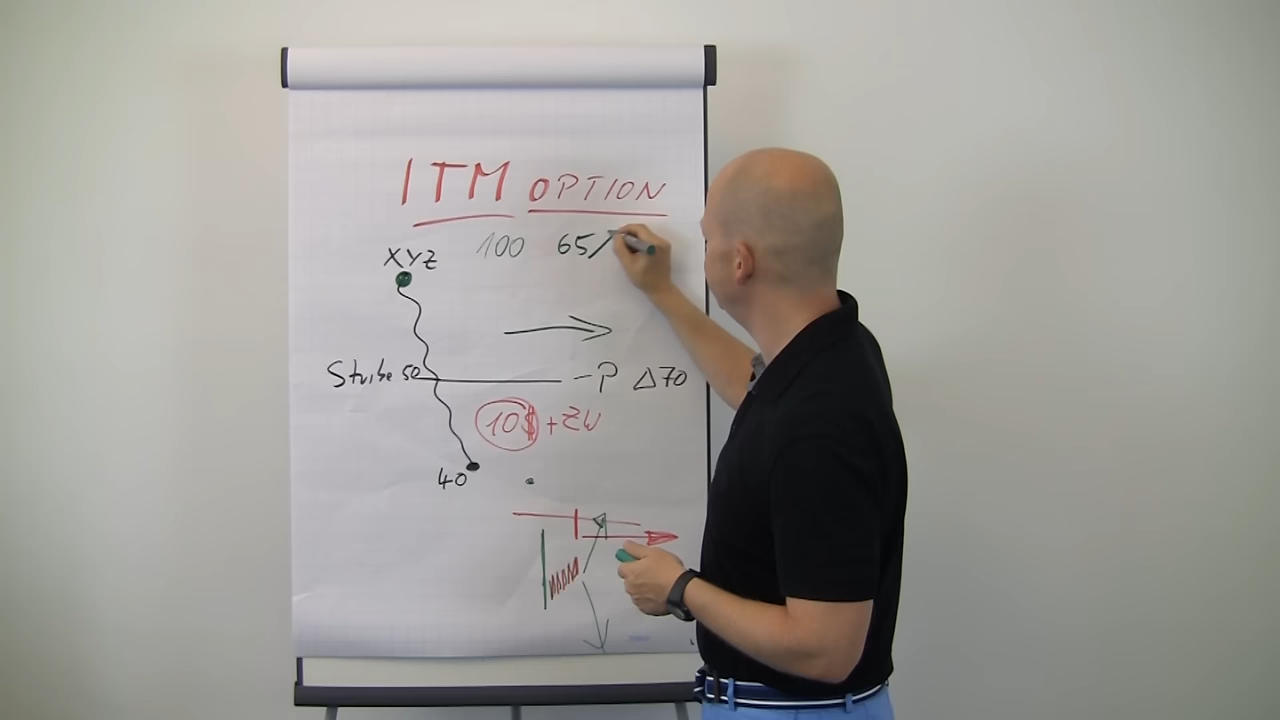 ITM OPTION
XYZ 100 65/
Strike 50 -P Δ70
10$ + ZW
40